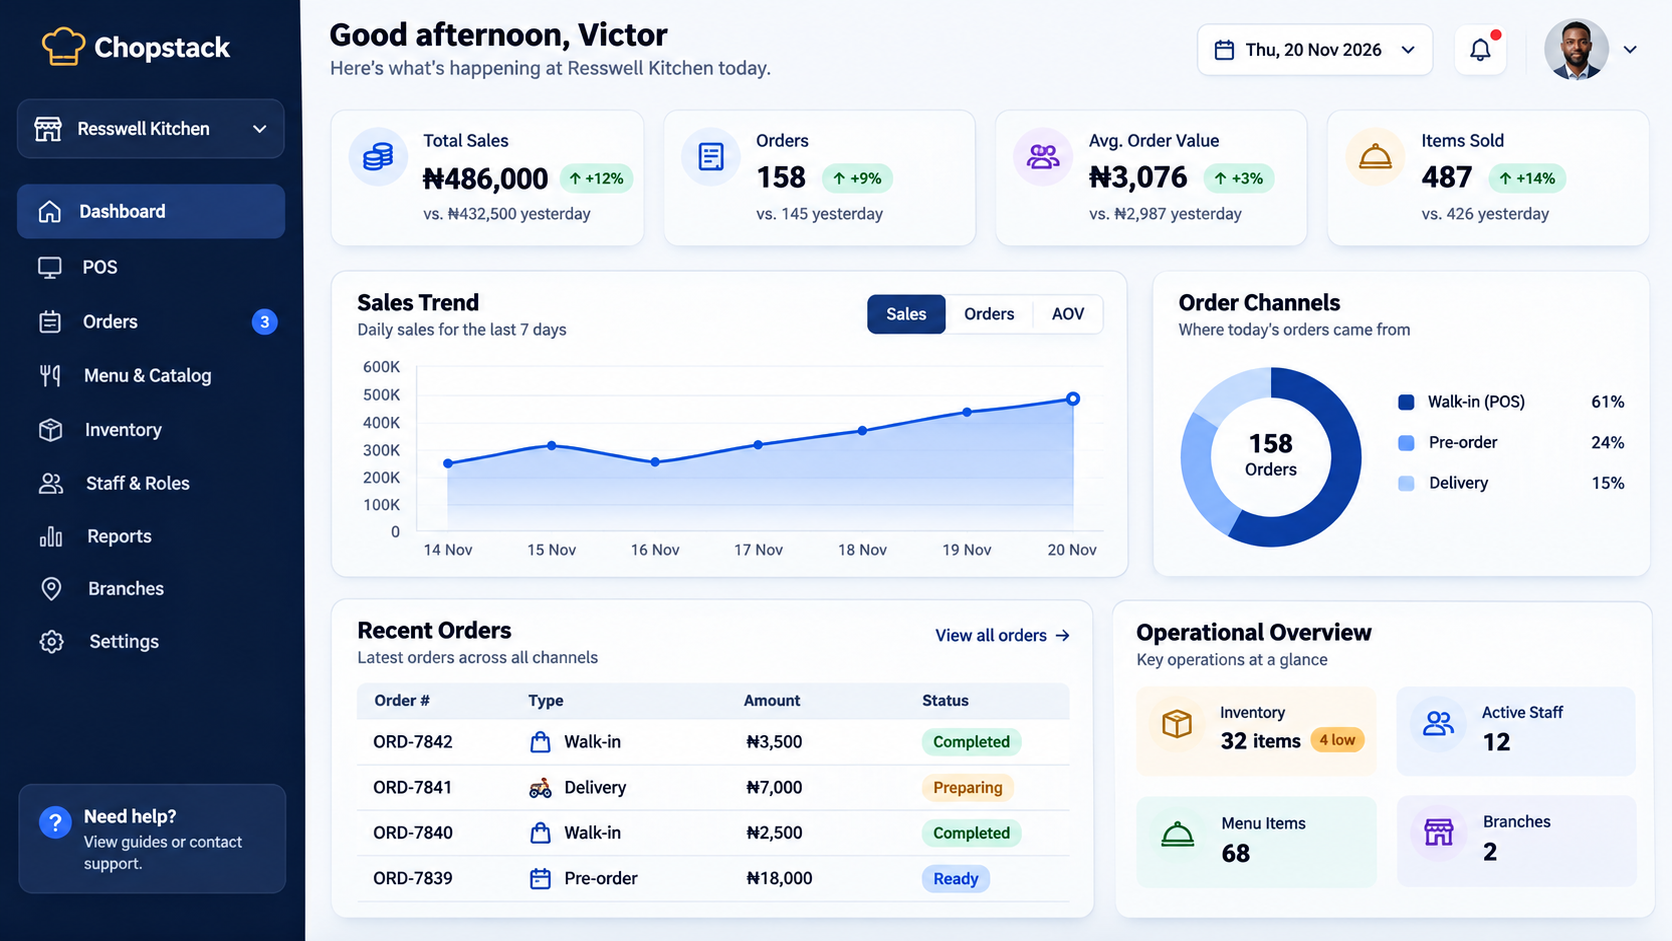 Chopstack
Resswell Kitchen
Dashboard
POS
Orders 3
Menu & Catalog
Inventory
Staff & Roles
Reports
Branches
Settings
? Need help?
View guides or contact
support.
Good afternoon, Victor
Here's what's happening at Resswell Kitchen today.
Thu, 20 Nov 2026
Total Sales
₦486,000 ↑ +12%
vs. ₦432,500 yesterday
Orders
158 ↑ +9%
vs. 145 yesterday
Avg. Order Value
₦3,076 ↑ +3%
vs. ₦2,987 yesterday
Items Sold
487 ↑ +14%
vs. 426 yesterday
Sales Trend
Daily sales for the last 7 days
Sales Orders AOV
600K
500K
400K
300K
200K
100K
0
14 Nov 15 Nov 16 Nov 17 Nov 18 Nov 19 Nov 20 Nov
Order Channels
Where today's orders came from
158
Orders
Walk-in (POS) 61%
Pre-order 24%
Delivery 15%
Recent Orders
Latest orders across all channels
View all orders →
Order # Type Amount Status
ORD-7842 Walk-in ₦3,500 Completed
ORD-7841 Delivery ₦7,000 Preparing
ORD-7840 Walk-in ₦2,500 Completed
ORD-7839 Pre-order ₦18,000 Ready
Operational Overview
Key operations at a glance
Inventory
32 items 4 low
Active Staff
12
Menu Items
68
Branches
2